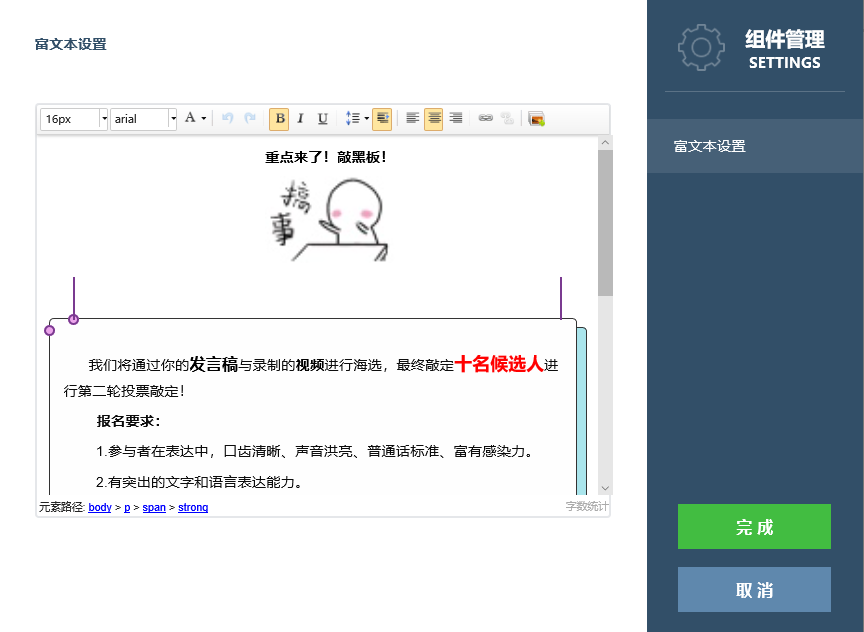 富文本设置
16px
arial
A
B I U
重点来了！敲黑板！
搞
事
我们将通过你的发言稿与录制的视频进行海选，最终敲定十名候选人进
行第二轮投票敲定！
报名要求：
1.参与者在表达中，口齿清晰、声音洪亮、普通话标准、富有感染力。
2.有突出的文字和语言表达能力。
元素路径: body > p > span > strong
字数统计
组件管理
SETTINGS
富文本设置
完 成
取 消